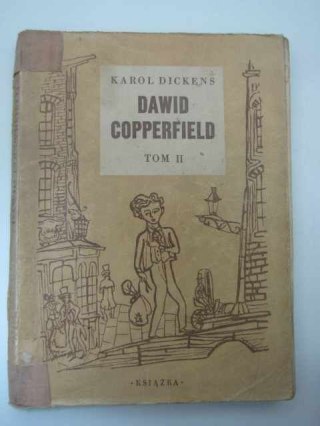 KAROL DICKENS
DAWID
COPPERFIELD
TOM II
•KSIĄŻKA•